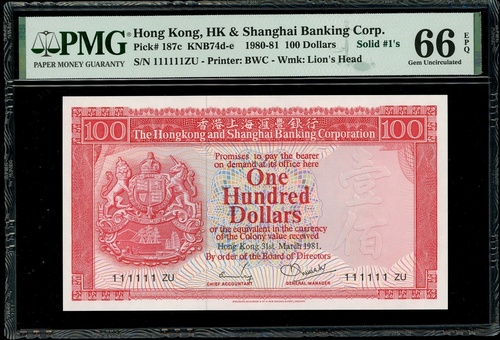 PMG
PAPER MONEY GUARANTY
Hong Kong, HK & Shanghai Banking Corp.
Pick# 187c KNB74d-e 1980-81 100 Dollars Solid #1's
S/N 111111ZU - Printer: BWC - Wmk: Lion's Head
66 EPQ
Gem Uncirculated
100 香港上海滙豐銀行 100
The Hongkong and Shanghai Banking Corporation
Promises to pay the bearer
on demand at its office here
One
Hundred
Dollars
or the equivalent in the currency
of the Colony value received
Hong Kong 31st. March 1981.
By order of the Board of Directors
壹佰
111111 ZU 111111 ZU
CHIEF ACCOUNTANT GENERAL MANAGER